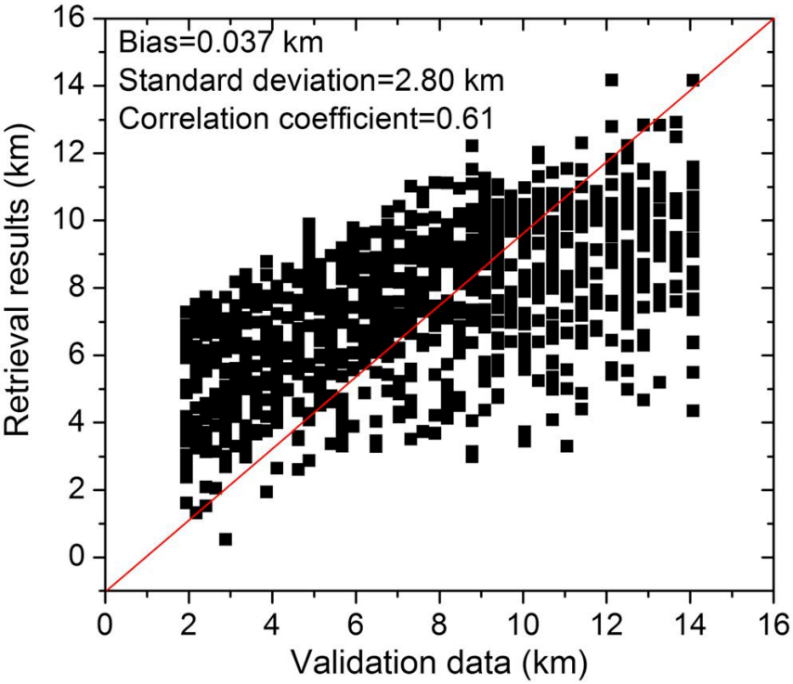 Bias=0.037 km
Standard deviation=2.80 km
Correlation coefficient=0.61
Retrieval results (km)
16
14
12
10
8
6
4
2
0
0 2 4 6 8 10 12 14 16
Validation data (km)